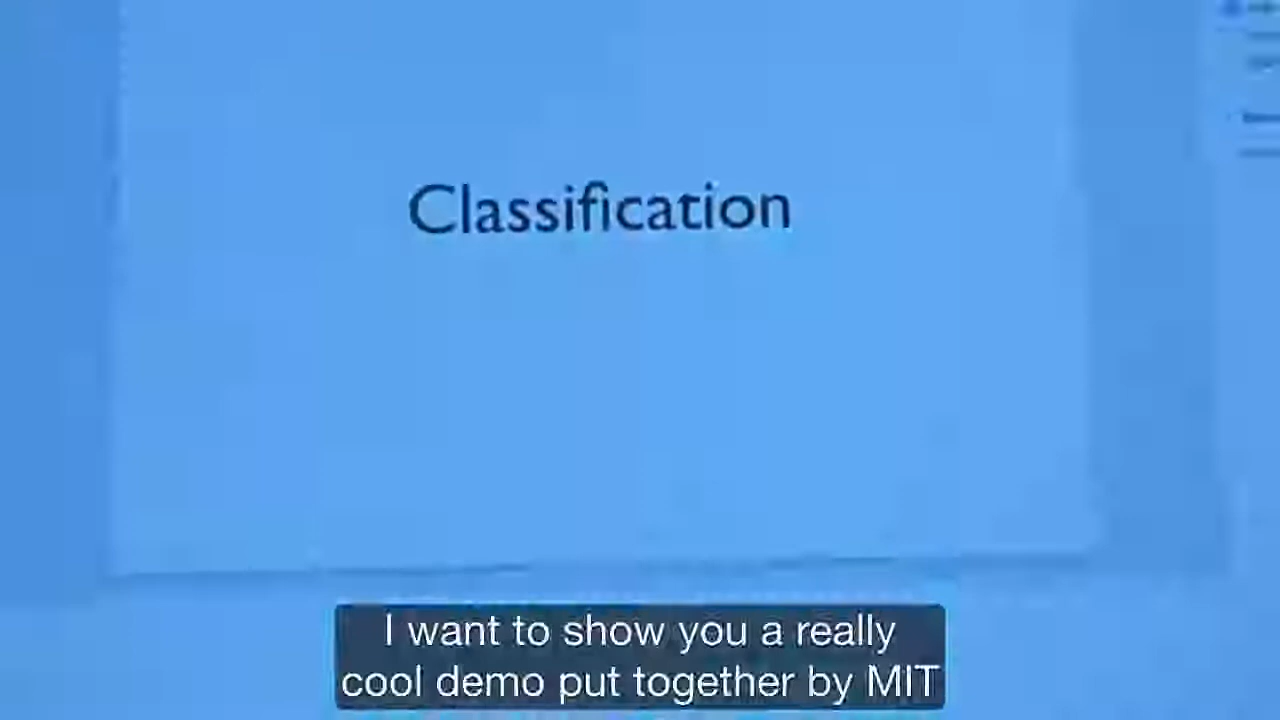 Classification
I want to show you a really
cool demo put together by MIT